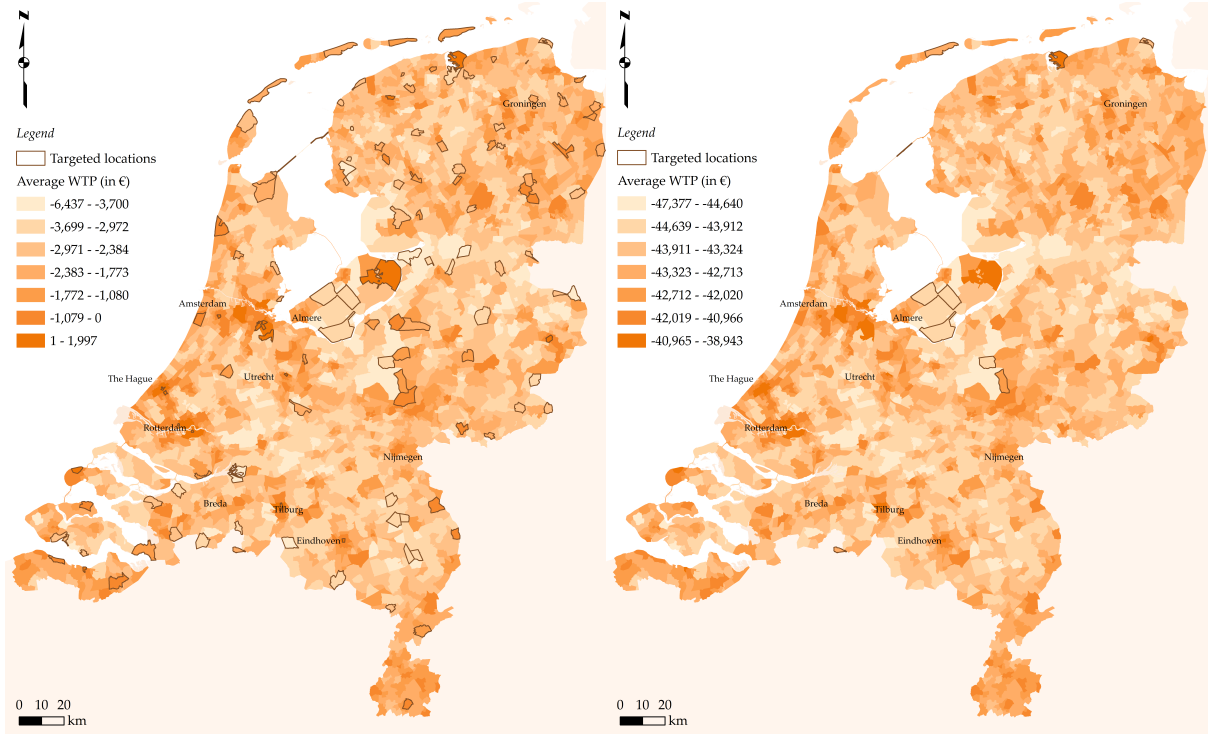 N
Legend
Targeted locations
Average WTP (in €)
-6,437 - -3,700
-3,699 - -2,972
-2,971 - -2,384
-2,383 - -1,773
-1,772 - -1,080
-1,079 - 0
1 - 1,997
Groningen
Amsterdam
Almere
The Hague
Utrecht
Rotterdam
Nijmegen
Breda
Tilburg
Eindhoven
0 10 20
km
N
Legend
Targeted locations
Average WTP (in €)
-47,377 - -44,640
-44,639 - -43,912
-43,911 - -43,324
-43,323 - -42,713
-42,712 - -42,020
-42,019 - -40,966
-40,965 - -38,943
Groningen
Amsterdam
Almere
The Hague
Utrecht
Rotterdam
Nijmegen
Breda
Tilburg
Eindhoven
0 10 20
km